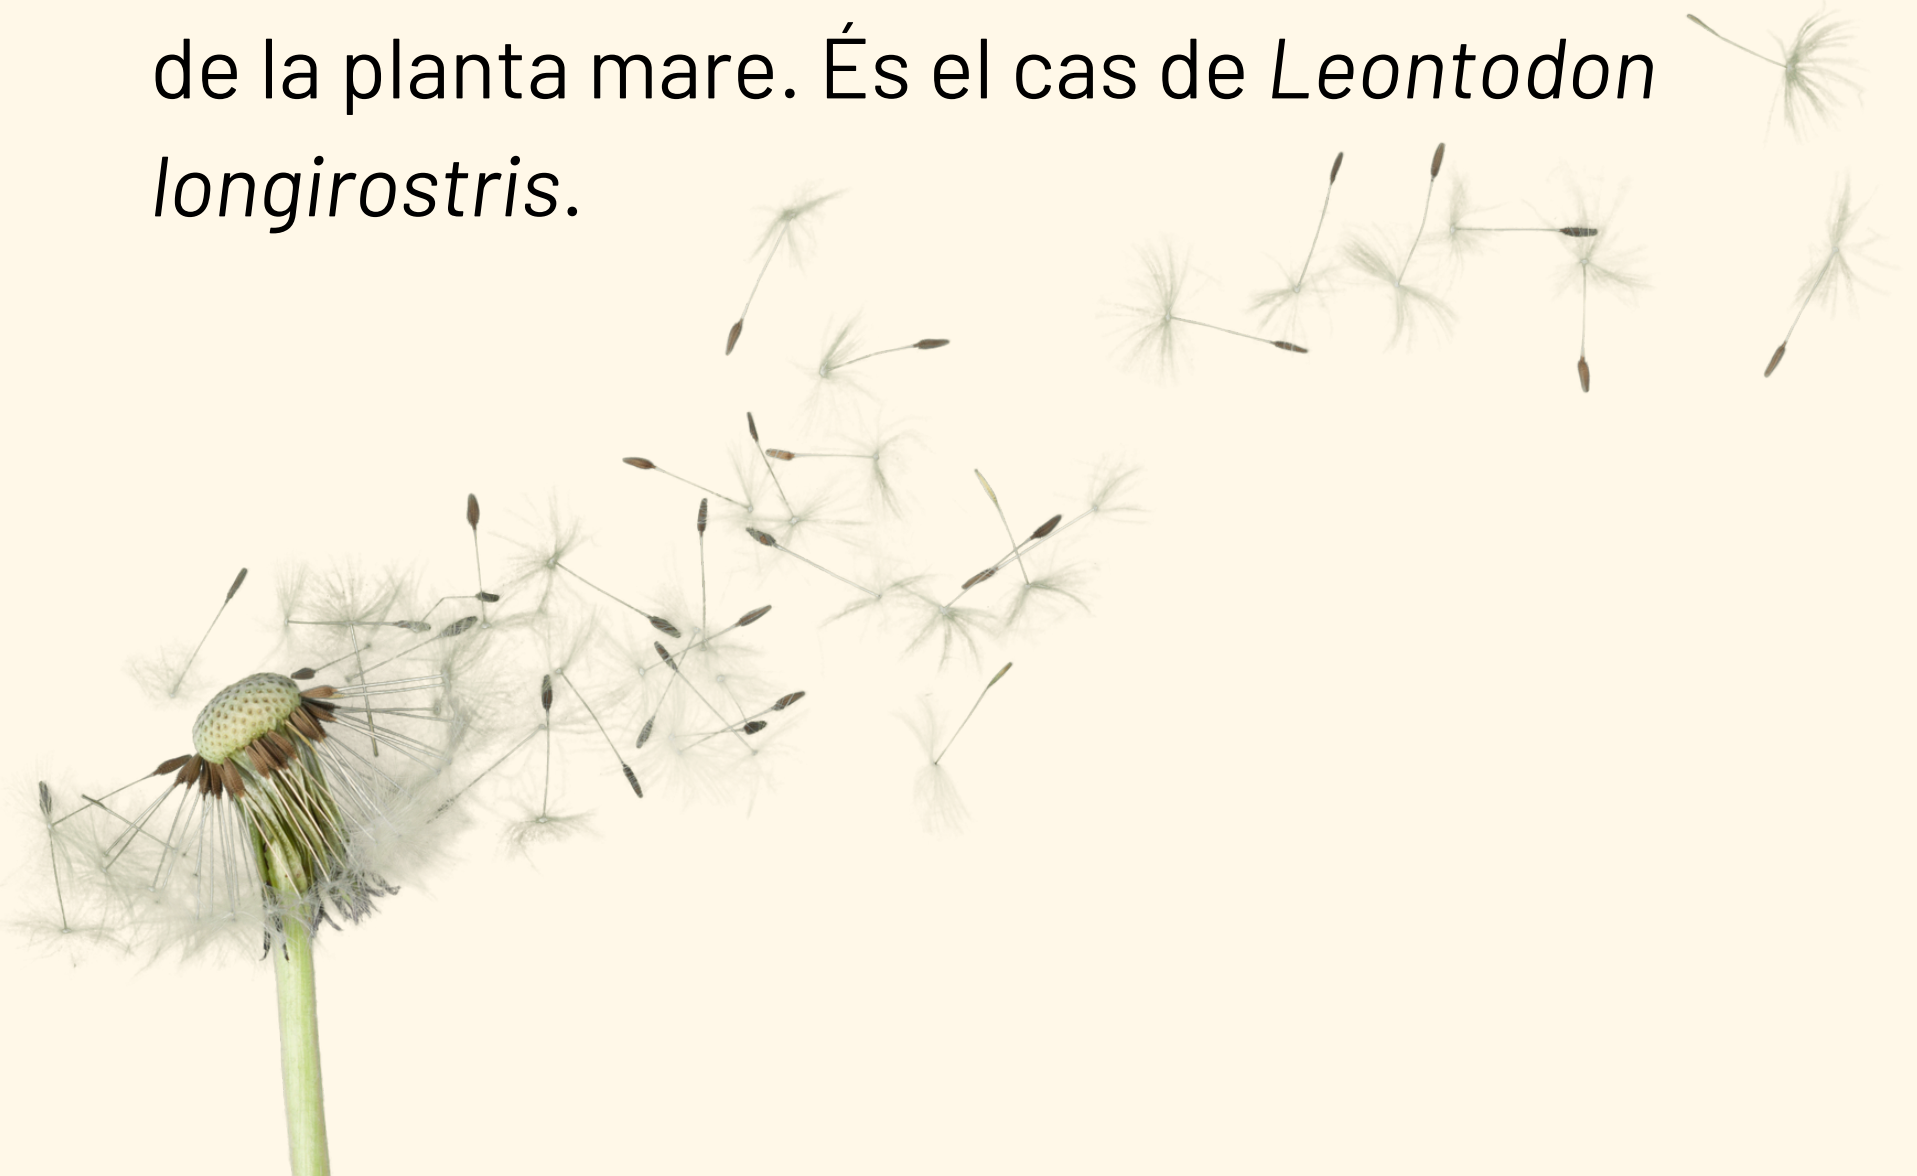 de la planta mare. És el cas de Leontodon
longirostris.